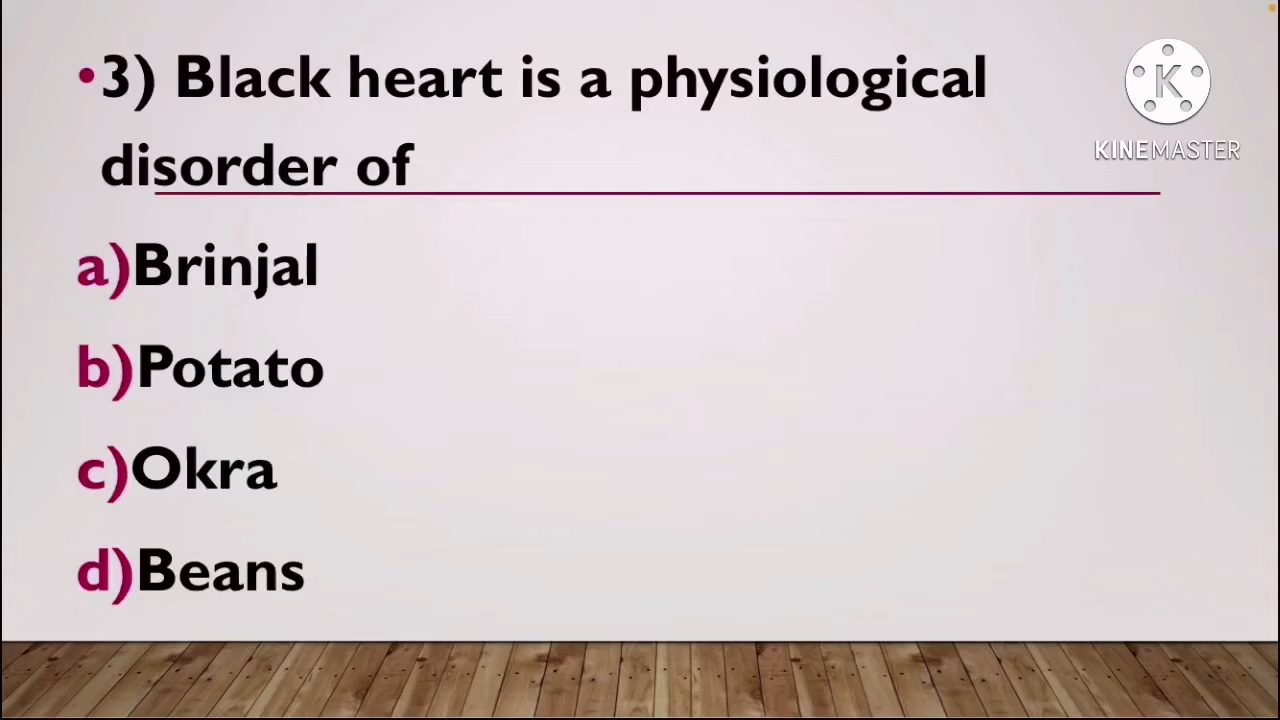 •3) Black heart is a physiological
disorder of
a)Brinjal
b)Potato
c)Okra
d)Beans
K
KINEMASTER